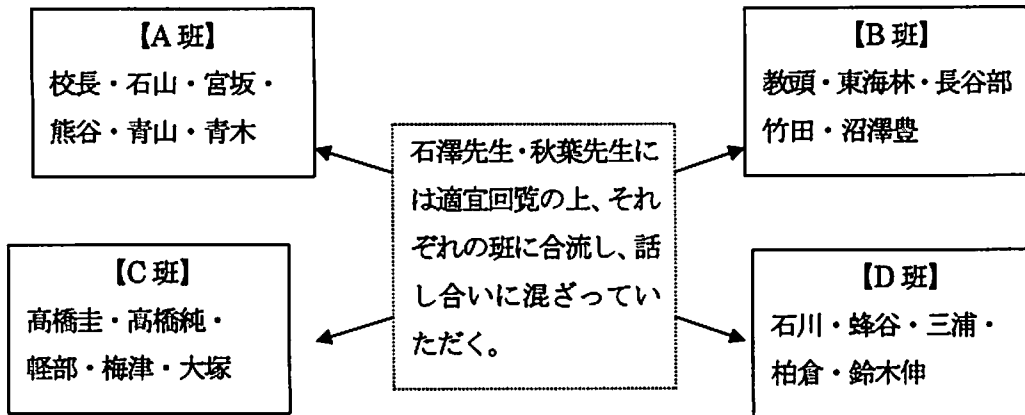 【A班】
校長・石山・宮坂・
熊谷・青山・青木
【B班】
教頭・東海林・長谷部
竹田・沼澤豊
石澤先生・秋葉先生に
は適宜回覧の上、それ
ぞれの班に合流し、話
し合いに混ざってい
ただく。
【C班】
髙橋圭・髙橋純・
軽部・梅津・大塚
【D班】
石川・蜂谷・三浦・
柏倉・鈴木伸